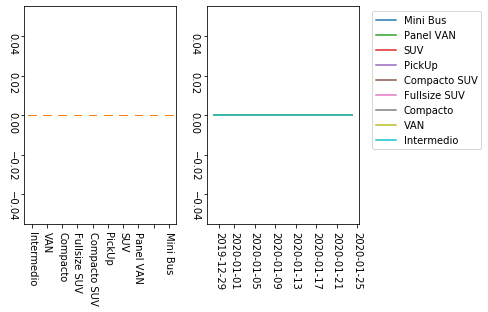 0.04
0.02
0.00
−0.02
−0.04
Intermedio
VAN
Compacto
Fullsize SUV
Compacto SUV
PickUp
SUV
Panel VAN
Mini Bus
0.04
0.02
0.00
−0.02
−0.04
2019-12-29
2020-01-01
2020-01-05
2020-01-09
2020-01-13
2020-01-17
2020-01-21
2020-01-25
Mini Bus
Panel VAN
SUV
PickUp
Compacto SUV
Fullsize SUV
Compacto
VAN
Intermedio